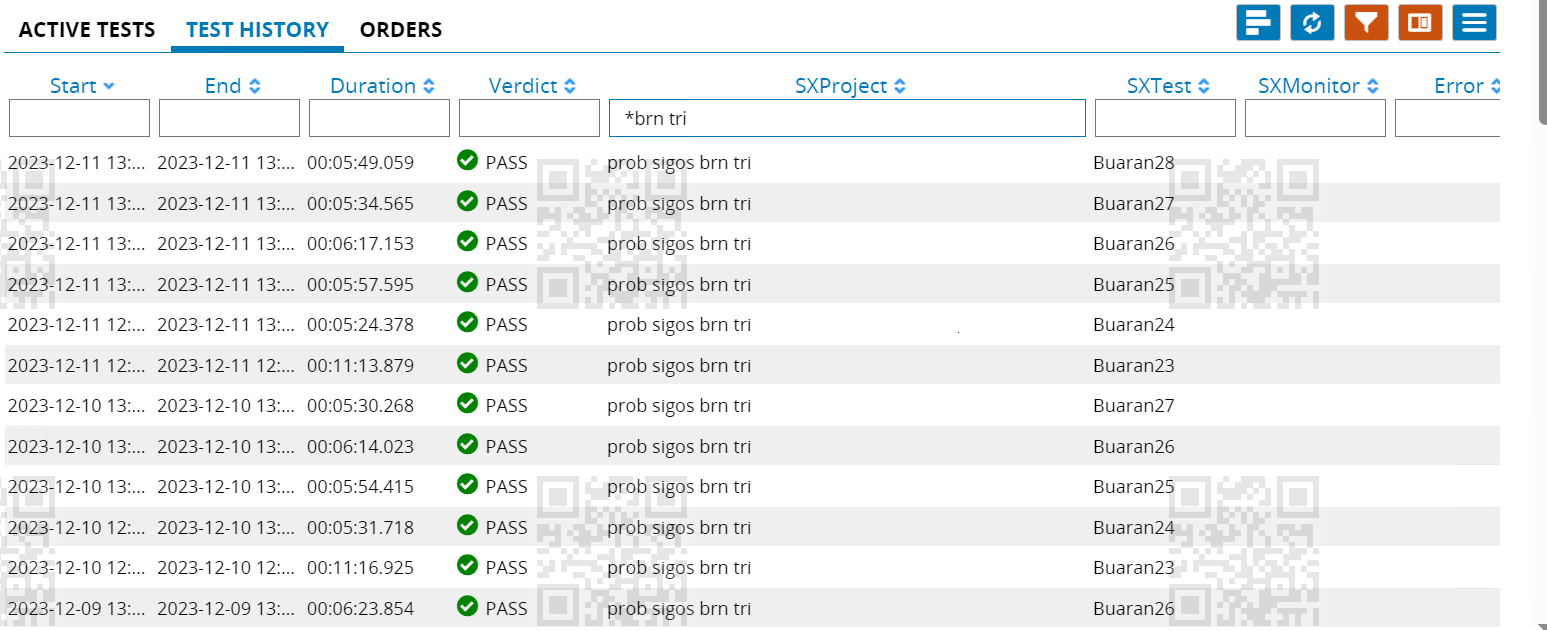 ACTIVE TESTS TEST HISTORY ORDERS
Start End Duration Verdict SXProject SXTest SXMonitor Error
*brn tri
2023-12-11 13:... 2023-12-11 13:... 00:05:49.059 PASS prob sigos brn tri Buaran28
2023-12-11 13:... 2023-12-11 13:... 00:05:34.565 PASS prob sigos brn tri Buaran27
2023-12-11 13:... 2023-12-11 13:... 00:06:17.153 PASS prob sigos brn tri Buaran26
2023-12-11 13:... 2023-12-11 13:... 00:05:57.595 PASS prob sigos brn tri Buaran25
2023-12-11 12:... 2023-12-11 13:... 00:05:24.378 PASS prob sigos brn tri Buaran24
2023-12-11 12:... 2023-12-11 12:... 00:11:13.879 PASS prob sigos brn tri Buaran23
2023-12-10 13:... 2023-12-10 13:... 00:05:30.268 PASS prob sigos brn tri Buaran27
2023-12-10 13:... 2023-12-10 13:... 00:06:14.023 PASS prob sigos brn tri Buaran26
2023-12-10 13:... 2023-12-10 13:... 00:05:54.415 PASS prob sigos brn tri Buaran25
2023-12-10 12:... 2023-12-10 13:... 00:05:31.718 PASS prob sigos brn tri Buaran24
2023-12-10 12:... 2023-12-10 12:... 00:11:16.925 PASS prob sigos brn tri Buaran23
2023-12-09 13:... 2023-12-09 13:... 00:06:23.854 PASS prob sigos brn tri Buaran26